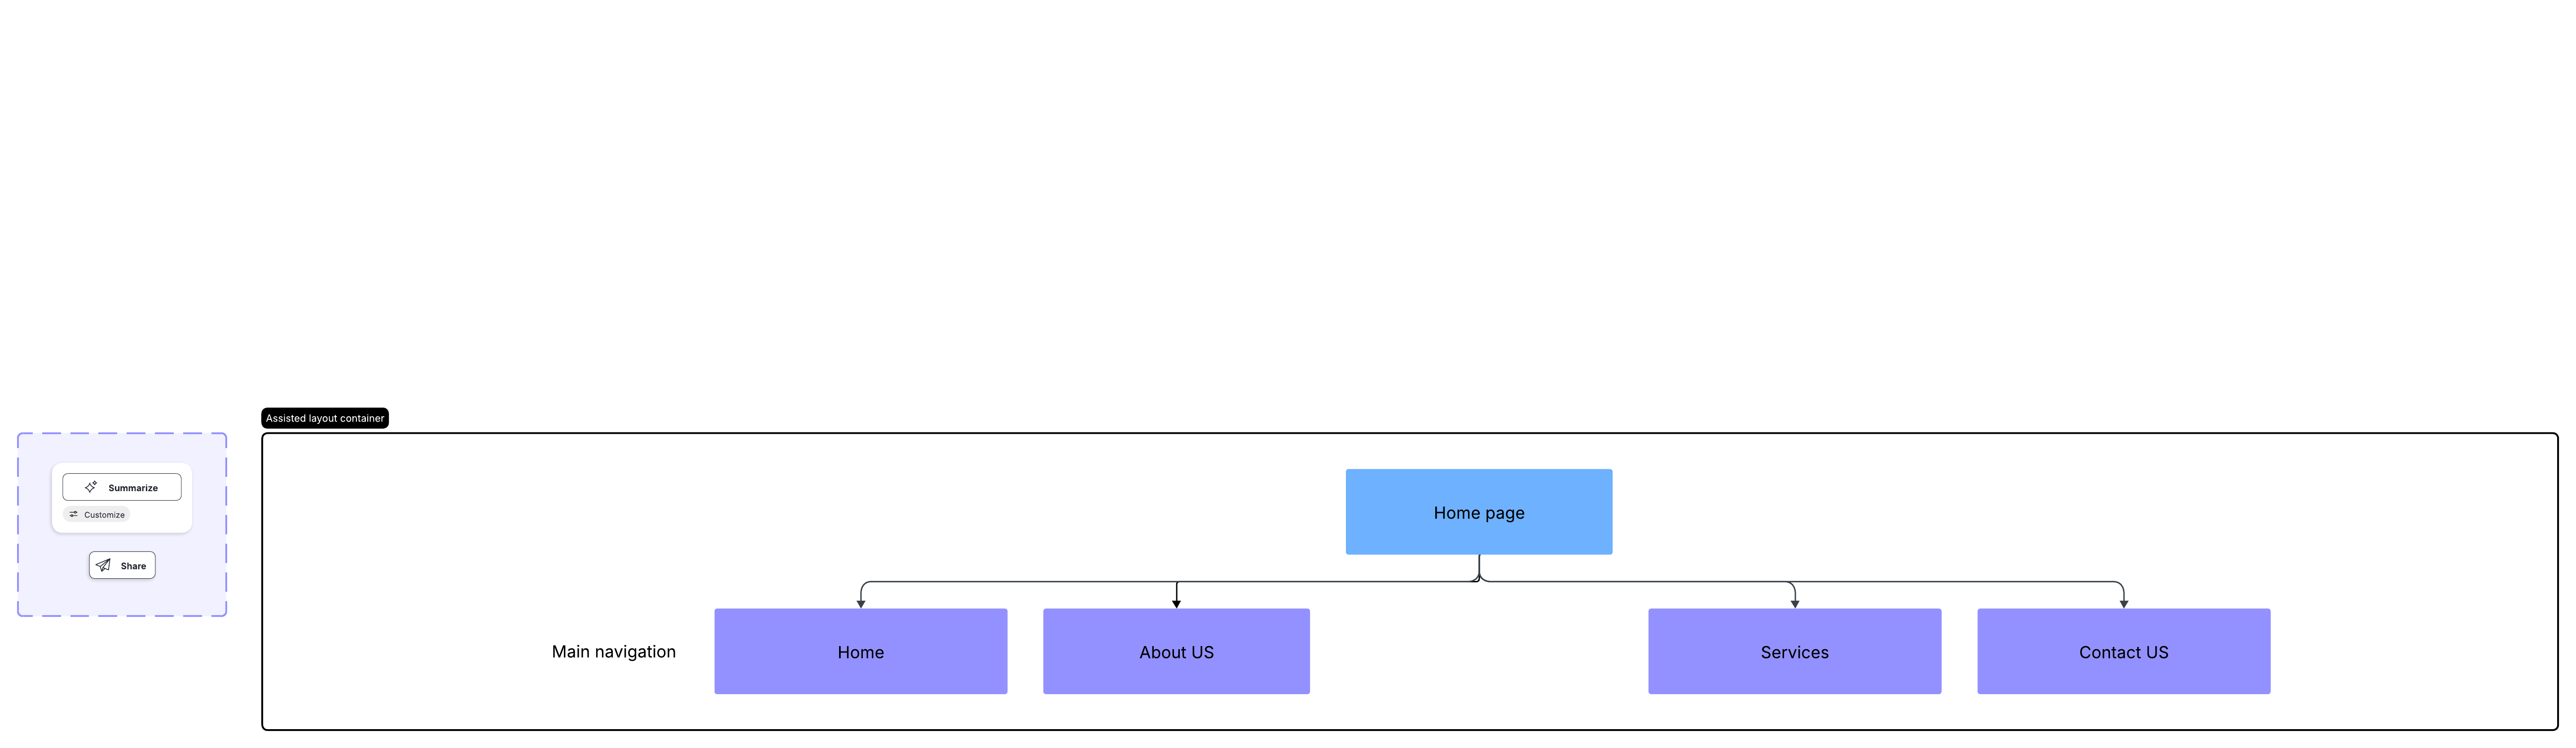 Assisted layout container
Summarize
Customize
Share
Home page
Main navigation
Home
About US
Services
Contact US